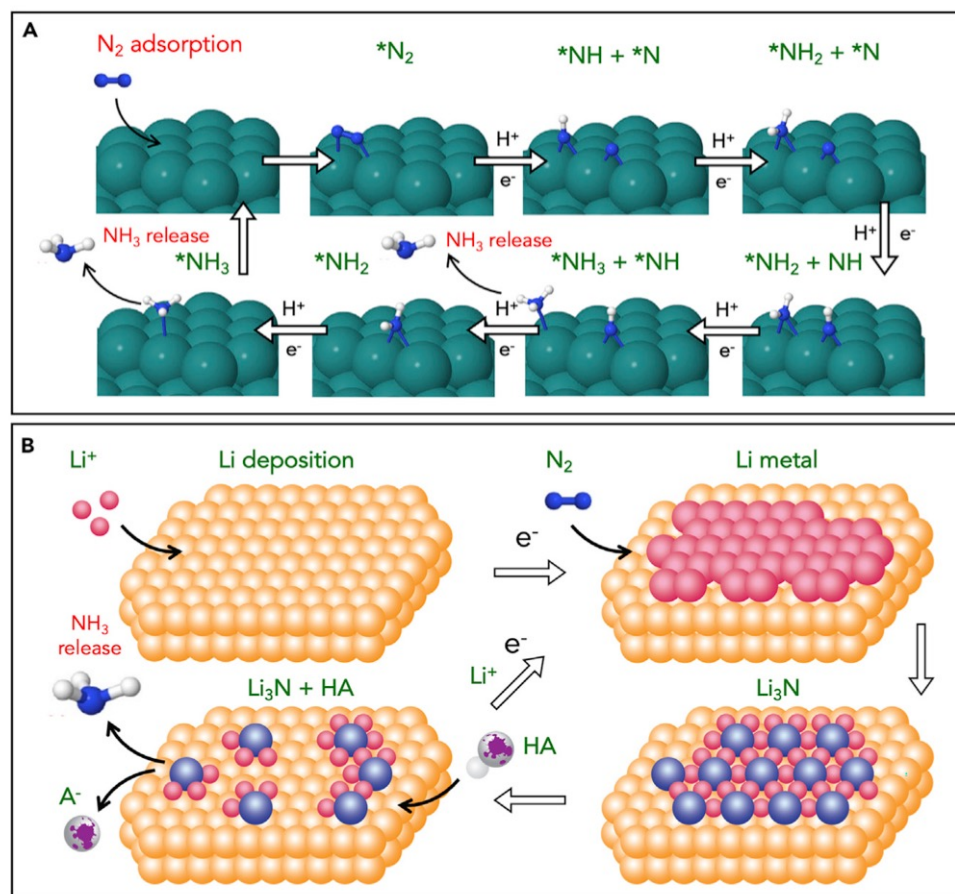 A
N₂ adsorption
*N₂
*NH + *N
*NH₂ + *N
H⁺
e⁻
H⁺
e⁻
H⁺ e⁻
NH₃ release
*NH₃
*NH₂
NH₃ release
*NH₃ + *NH
*NH₂ + NH
H⁺
e⁻
H⁺
e⁻
H⁺
e⁻
B
Li⁺
Li deposition
N₂
Li metal
e⁻
NH₃
release
Li₃N + HA
Li⁺
e⁻
HA
Li₃N
A⁻